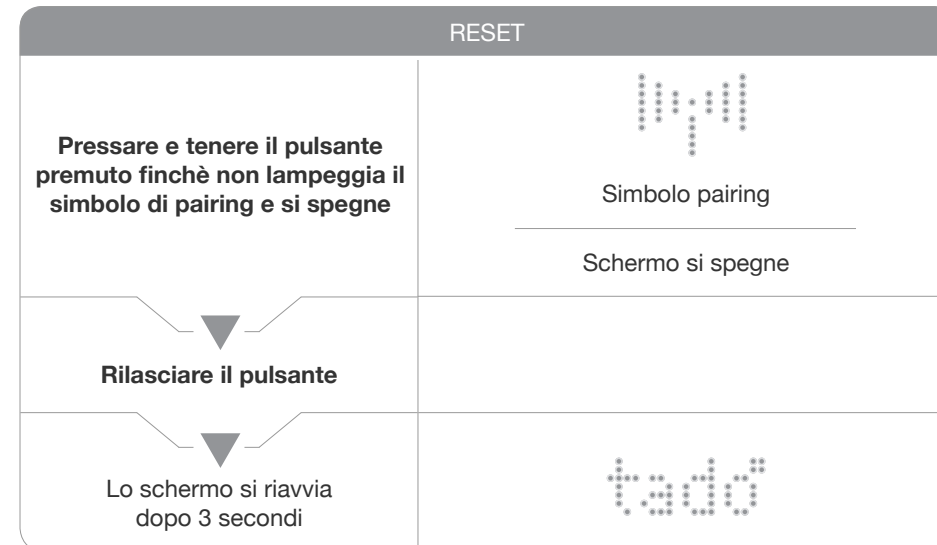 RESET
Pressare e tenere il pulsante
premuto finchè non lampeggia il
simbolo di pairing e si spegne
Simbolo pairing
Schermo si spegne
Rilasciare il pulsante
Lo schermo si riavvia
dopo 3 secondi
tado°